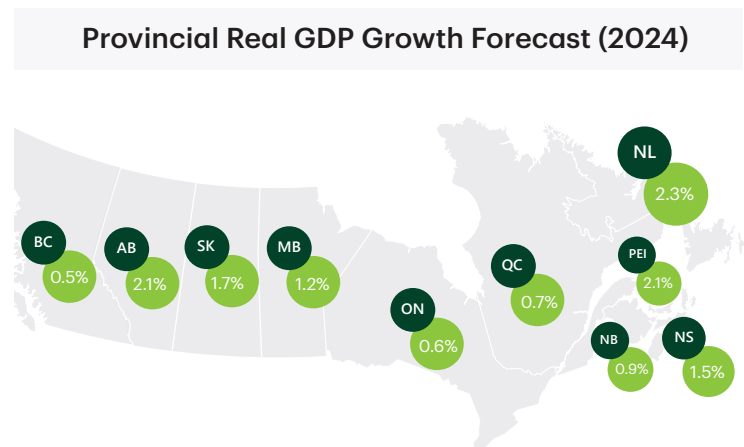 Provincial Real GDP Growth Forecast (2024)
NL
2.3%
BC
0.5%
AB
2.1%
SK
1.7%
MB
1.2%
ON
0.6%
QC
0.7%
PEI
2.1%
NB
0.9%
NS
1.5%